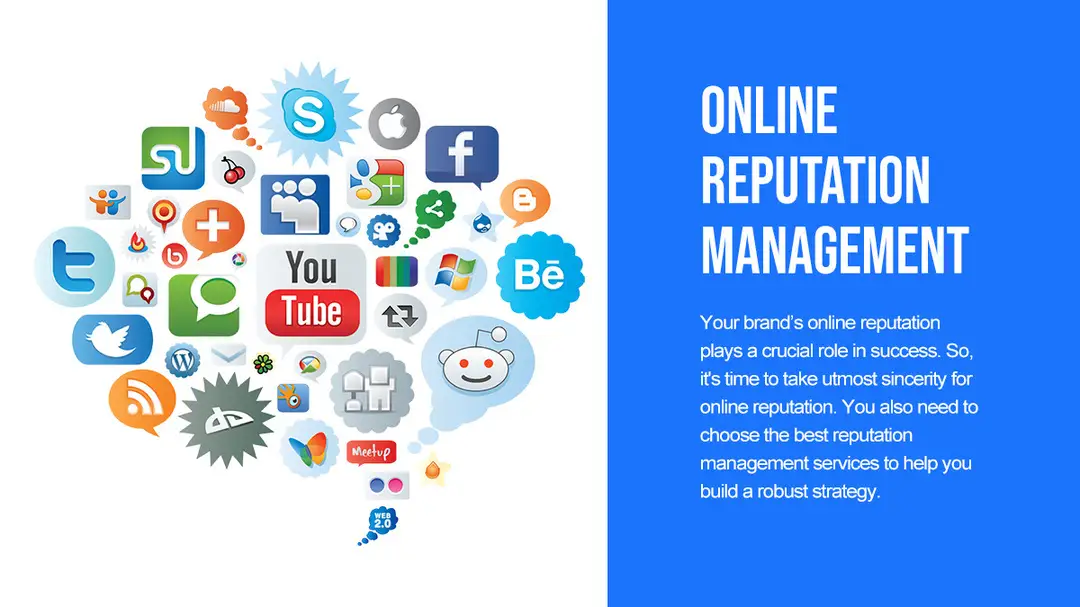 S
f
You
Tube
Bē
Meetup
WEB
2.0
ONLINE
REPUTATION
MANAGEMENT
Your brand’s online reputation
plays a crucial role in success. So,
it's time to take utmost sincerity for
online reputation. You also need to
choose the best reputation
management services to help you
build a robust strategy.